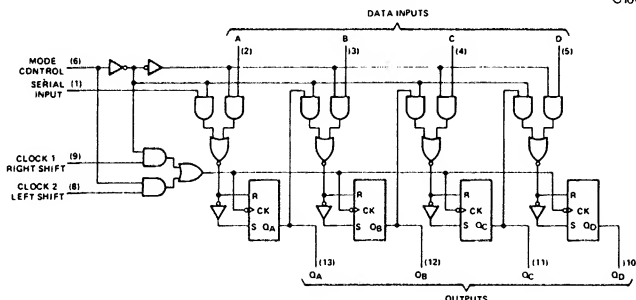 DATA INPUTS
A B C D
(2) )3) (4) (5)
MODE CONTROL (6)
SERIAL INPUT (1)
CLOCK 1 RIGHT SHIFT (9)
CLOCK 2 LEFT SHIFT (8)
R R R R
CK CK CK CK
S QA S QB S QC S QD
(13) (12) (11) )10
QA QB QC QD
OUTPUTS